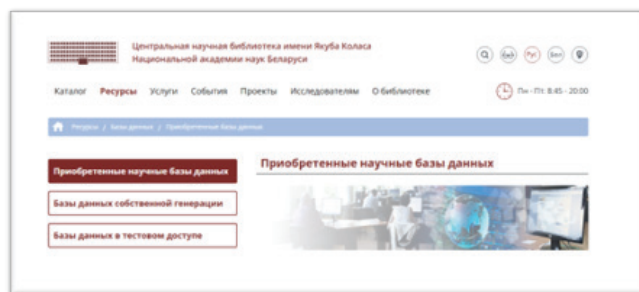 Центральная научная библиотека имени Якуба Коласа
Национальной академии наук Беларуси
Рус Бел
Каталог Ресурсы Услуги События Проекты Исследователям О библиотеке Пн - Пт: 8:45 - 20:00
Ресурсы / Базы данных / Приобретенные базы данных
Приобретенные научные базы данных
Приобретенные научные базы данных
Базы данных собственной генерации
Базы данных в тестовом доступе